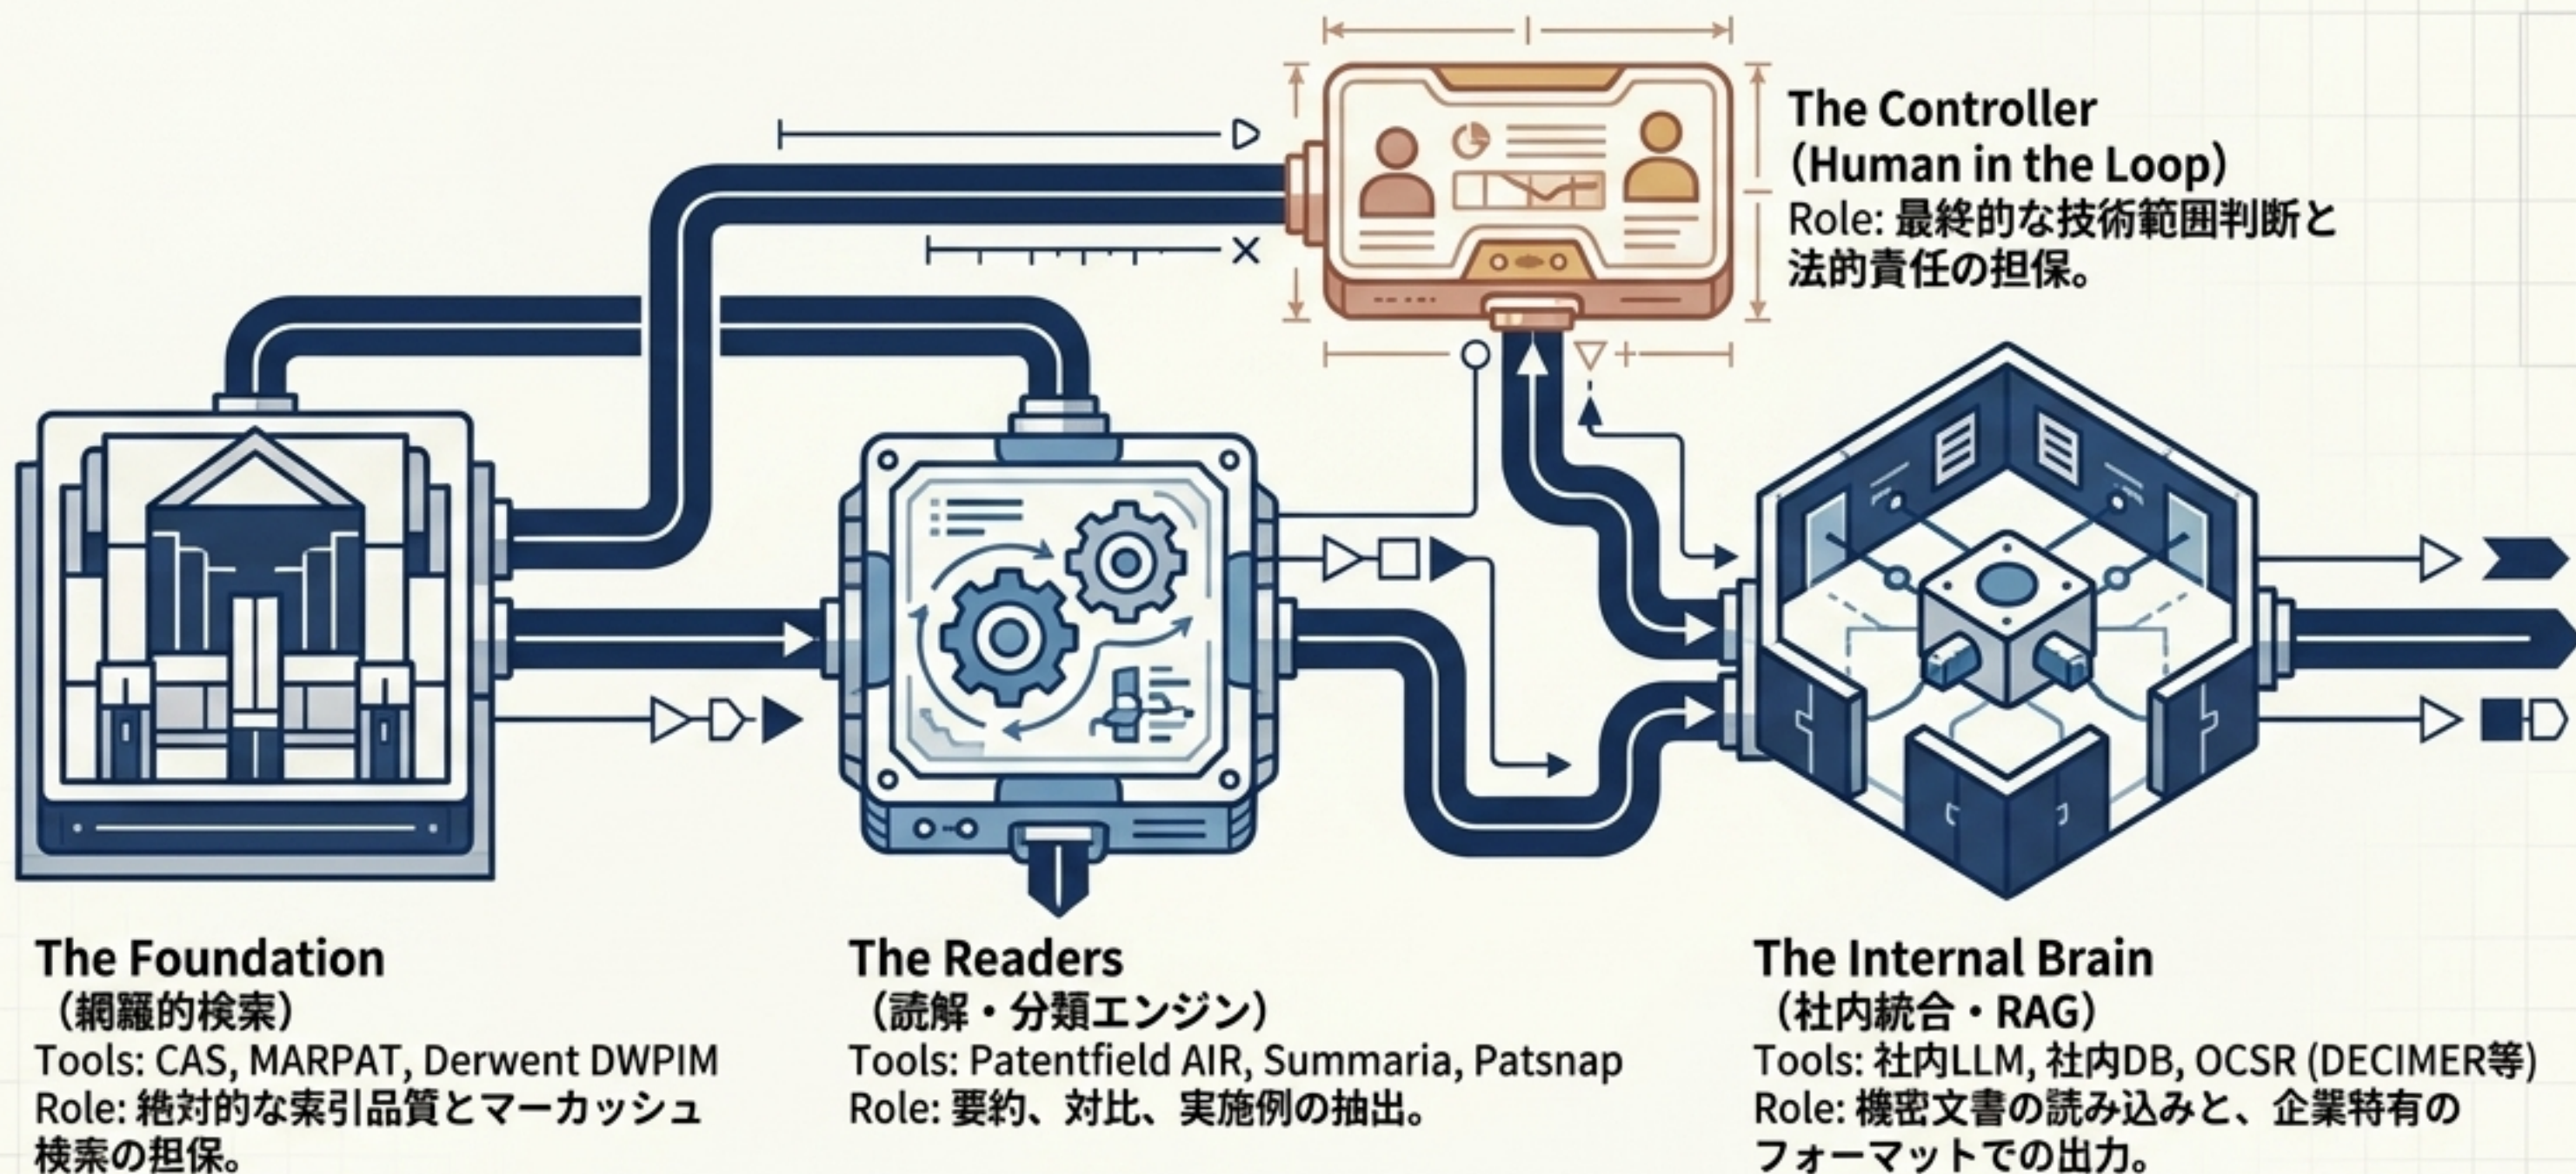 The Controller
(Human in the Loop)
Role: 最終的な技術範囲判断と
法的責任の担保。
The Foundation
（網羅的検索）
Tools: CAS, MARPAT, Derwent DWPIM
Role: 絶対的な索引品質とマーカッシュ
検索の担保。
The Readers
（読解・分類エンジン）
Tools: Patentfield AIR, Summaria, Patsnap
Role: 要約、対比、実施例の抽出。
The Internal Brain
（社内統合・RAG）
Tools: 社内LLM, 社内DB, OCSR (DECIMER等)
Role: 機密文書の読み込みと、企業特有の
フォーマットでの出力。